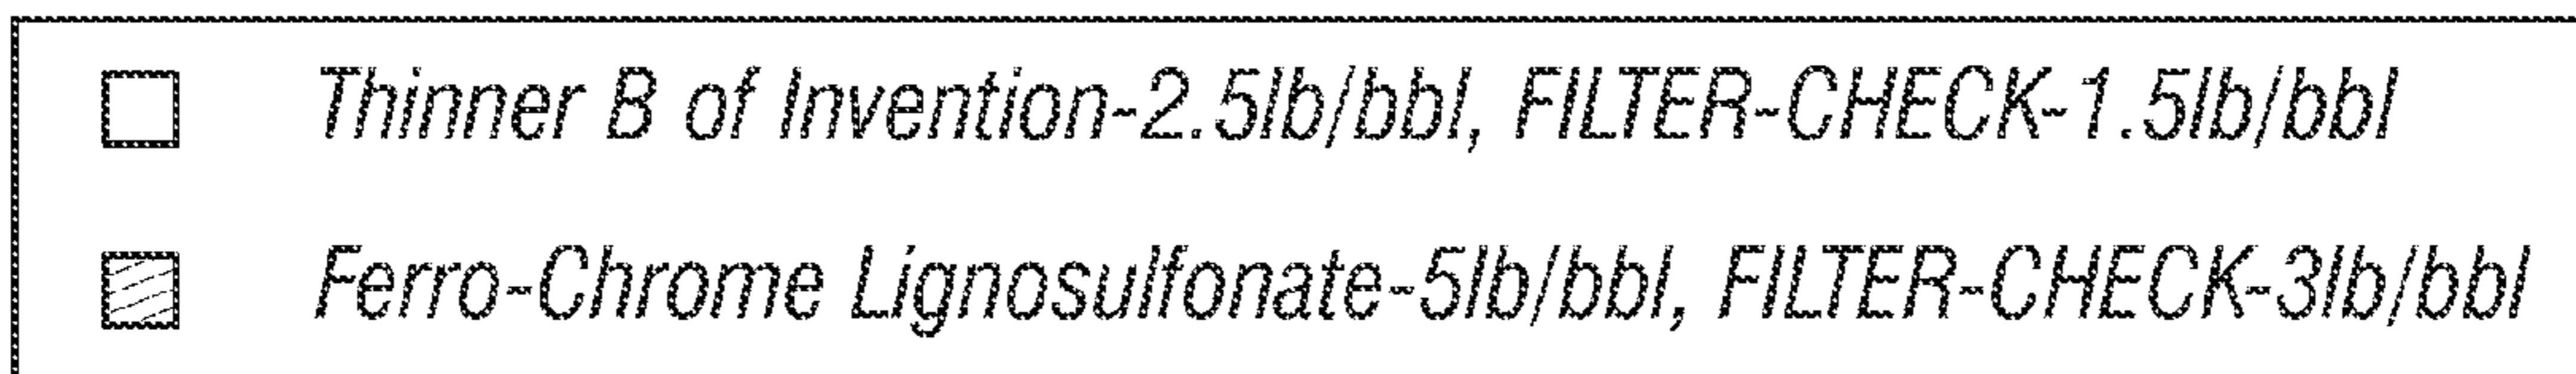 Thinner B of Invention-2.5lb/bbl, FILTER-CHECK-1.5lb/bbl
Ferro-Chrome Lignosulfonate-5lb/bbl, FILTER-CHECK-3lb/bbl